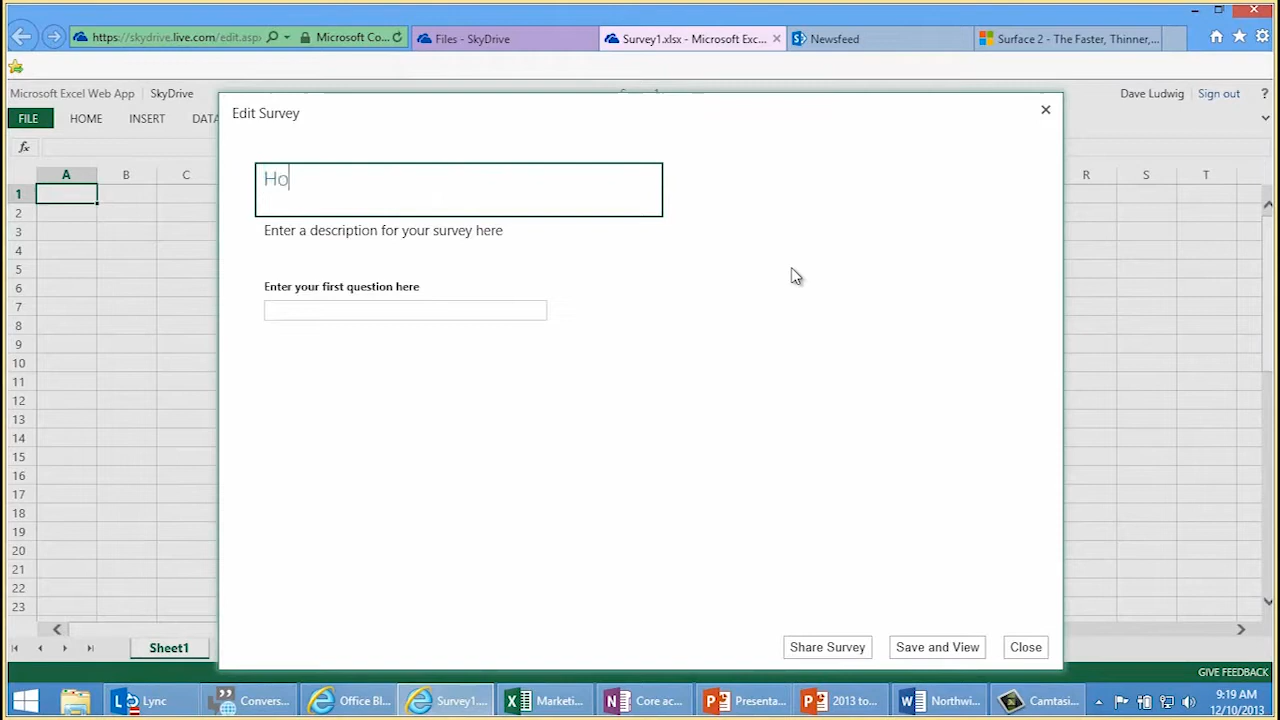 https://skydrive.live.com/edit.asp
Microsoft Co...
Files - SkyDrive
Survey1.xlsx - Microsoft Exc...
Newsfeed
Surface 2 - The Faster, Thinner,...
Microsoft Excel Web App
SkyDrive
Dave Ludwig
Sign out
?
FILE
HOME
INSERT
DATA
fx
A B C R S T
Edit Survey
Ho
Enter a description for your survey here
Enter your first question here
1
2
3
4
5
6
7
8
9
10
11
12
13
14
15
16
17
18
19
20
21
22
23
Share Survey
Save and View
Close
Sheet1
GIVE FEEDBACK
Lync
Convers...
Office Bl...
Survey1....
Marketi...
Core ac...
Presenta...
2013 to...
Northwi...
Camtasi...
9:19 AM
12/10/2013